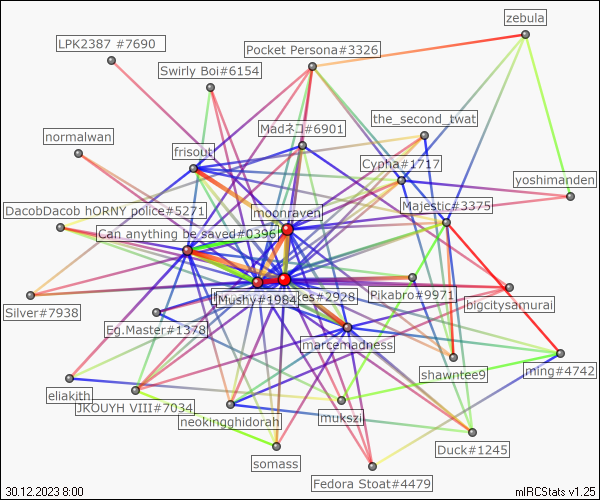 zebula
LPK2387 #7690
Pocket Persona#3326
Swirly Boi#6154
the_second_twat
Madネコ#6901
normalwan
frisout
Cypha#1717
yoshimanden
Majestic#3375
DacobDacob hORNY police#5271
moonraven
Can anything be saved#0396
Pikabro#9971
Mushy#1984
kes#2928
bigcitysamurai
Silver#7938
Eg.Master#1378
marcemadness
ming#4742
shawntee9
eliakith
JKOUYH VIII#7034
neokingghidorah
mukszi
Duck#1245
somass
Fedora Stoat#4479
30.12.2023 8:00
mIRCStats v1.25